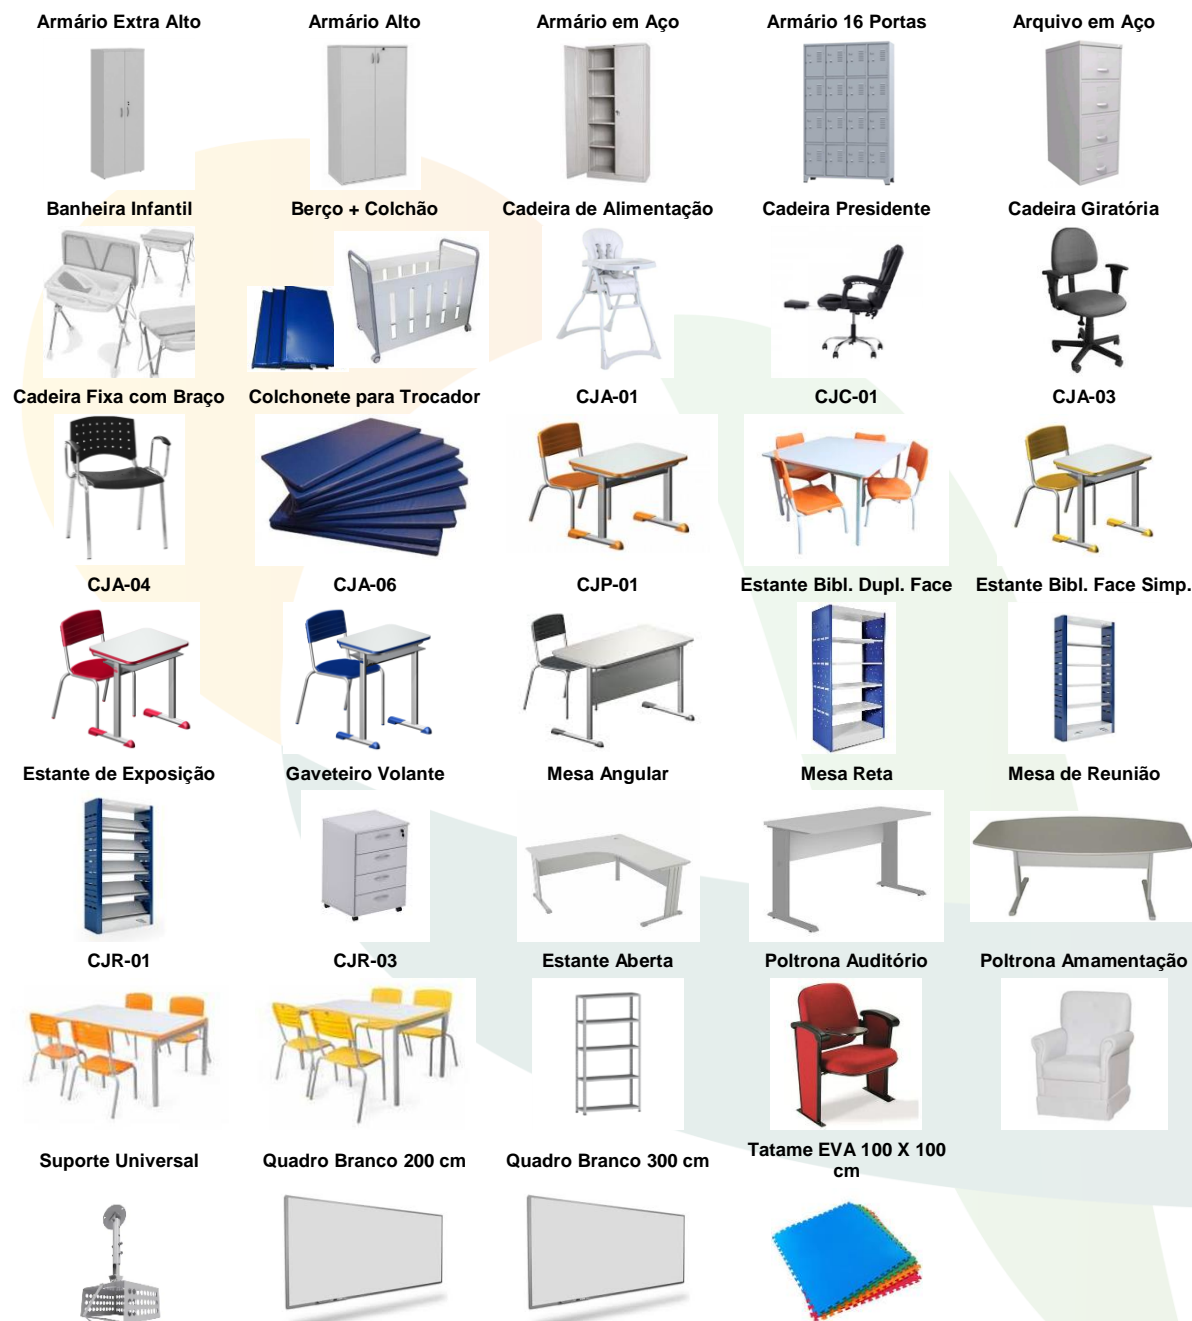 Armário Extra Alto
Armário Alto
Armário em Aço
Armário 16 Portas
Arquivo em Aço
Banheira Infantil
Berço + Colchão
Cadeira de Alimentação
Cadeira Presidente
Cadeira Giratória
Cadeira Fixa com Braço
Colchonete para Trocador
CJA-01
CJC-01
CJA-03
CJA-04
CJA-06
CJP-01
Estante Bibl. Dupl. Face
Estante Bibl. Face Simp.
Estante de Exposição
Gaveteiro Volante
Mesa Angular
Mesa Reta
Mesa de Reunião
CJR-01
CJR-03
Estante Aberta
Poltrona Auditório
Poltrona Amamentação
Suporte Universal
Quadro Branco 200 cm
Quadro Branco 300 cm
Tatame EVA 100 X 100
cm